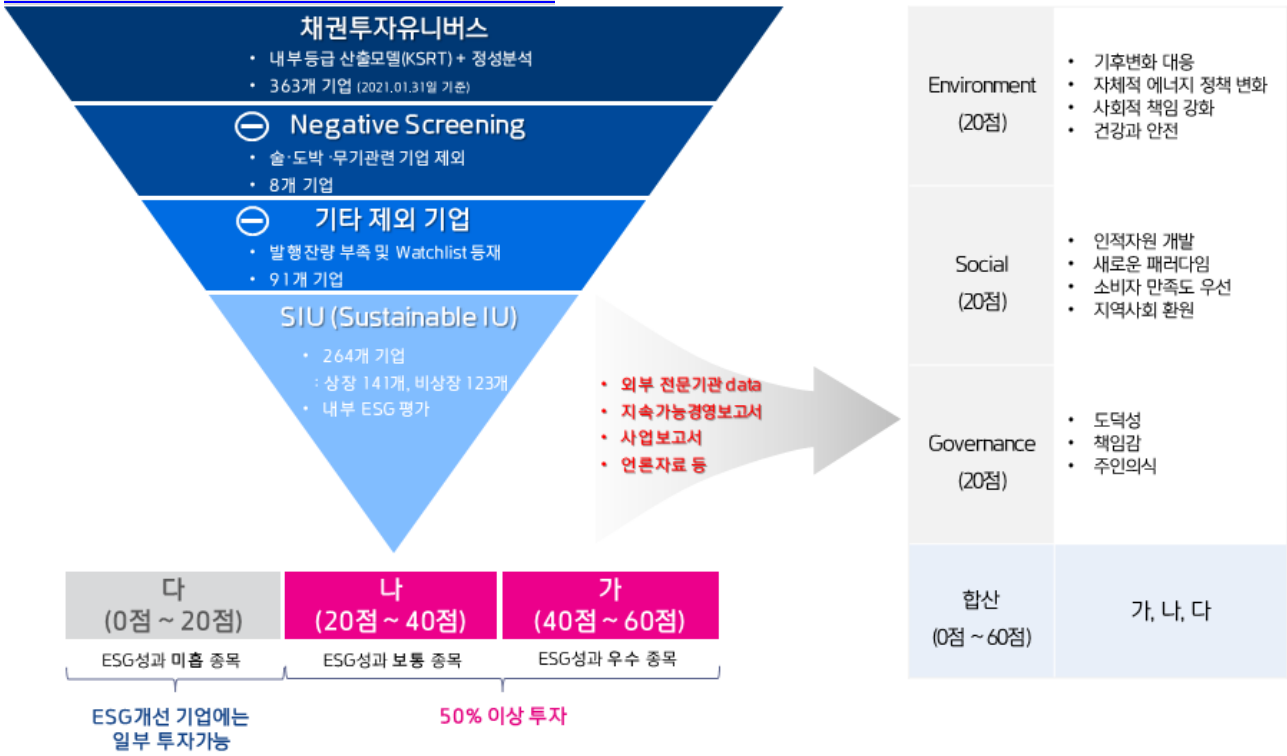 채권투자유니버스
• 내부등급 산출모델(KSRT) + 정성분석
• 363개 기업 (2021.01.31일 기준)
Negative Screening
• 술·도박·무기관련 기업 제외
• 8개 기업
기타 제외 기업
• 발행잔량 부족 및 Watchlist 등재
• 91개 기업
SIU (Sustainable IU)
• 264개 기업
: 상장 141개, 비상장 123개
• 내부 ESG 평가
• 외부 전문기관 data
• 지속가능경영보고서
• 사업보고서
• 언론자료 등
다
(0점 ~ 20점)
나
(20점 ~ 40점)
가
(40점 ~ 60점)
ESG성과 미흡 종목
ESG성과 보통 종목
ESG성과 우수 종목
ESG개선 기업에는
일부 투자가능
50% 이상 투자
Environment
(20점)
• 기후변화 대응
• 자체적 에너지 정책 변화
• 사회적 책임 강화
• 건강과 안전
Social
(20점)
• 인적자원 개발
• 새로운 패러다임
• 소비자 만족도 우선
• 지역사회 환원
Governance
(20점)
• 도덕성
• 책임감
• 주인의식
합산
(0점 ~ 60점)
가, 나, 다